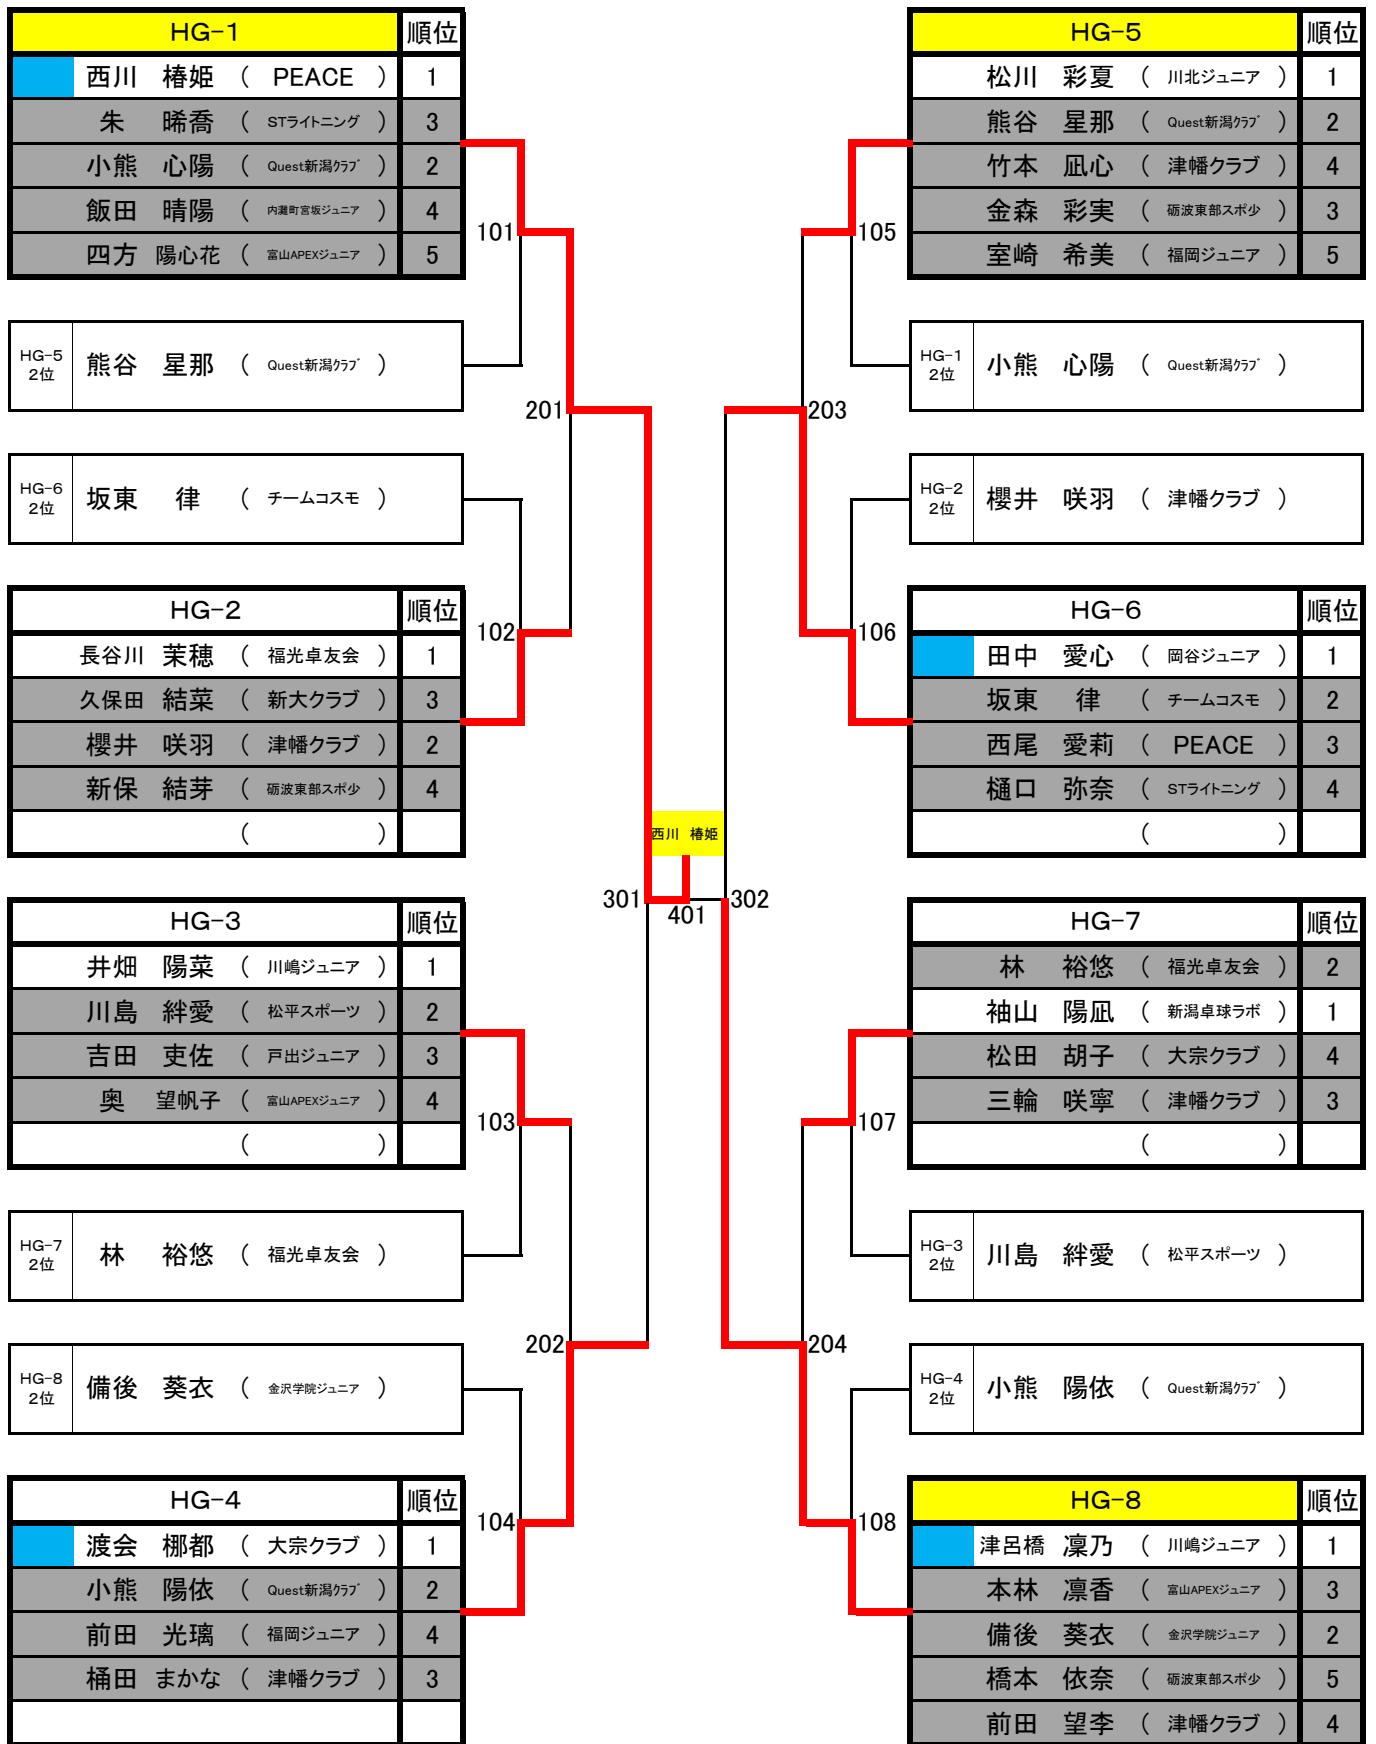 HG-1 順位
西川 椿姫 ( PEACE ) 1
朱 晞喬 ( STライトニング ) 3
小熊 心陽 ( Quest新潟クラブ ) 2
飯田 晴陽 ( 内灘町宮坂ジュニア ) 4
四方 陽心花 ( 富山APEXジュニア ) 5
HG-5 2位 熊谷 星那 ( Quest新潟クラブ )
HG-6 2位 坂東 律 ( チームコスモ )
HG-2 順位
長谷川 茉穂 ( 福光卓友会 ) 1
久保田 結菜 ( 新大クラブ ) 3
櫻井 咲羽 ( 津幡クラブ ) 2
新保 結芽 ( 砺波東部スポ少 ) 4
( )
HG-3 順位
井畑 陽菜 ( 川嶋ジュニア ) 1
川島 絆愛 ( 松平スポーツ ) 2
吉田 吏佐 ( 戸出ジュニア ) 3
奥 望帆子 ( 富山APEXジュニア ) 4
( )
HG-7 2位 林 裕悠 ( 福光卓友会 )
HG-8 2位 備後 葵衣 ( 金沢学院ジュニア )
HG-4 順位
渡会 梛都 ( 大宗クラブ ) 1
小熊 陽依 ( Quest新潟クラブ ) 2
前田 光璃 ( 福岡ジュニア ) 4
桶田 まかな ( 津幡クラブ ) 3
101
201
102
301
103
202
104
西川 椿姫
401
302
203
204
105
106
107
108
HG-5 順位
松川 彩夏 ( 川北ジュニア ) 1
熊谷 星那 ( Quest新潟クラブ ) 2
竹本 凪心 ( 津幡クラブ ) 4
金森 彩実 ( 砺波東部スポ少 ) 3
室崎 希美 ( 福岡ジュニア ) 5
HG-1 2位 小熊 心陽 ( Quest新潟クラブ )
HG-2 2位 櫻井 咲羽 ( 津幡クラブ )
HG-6 順位
田中 愛心 ( 岡谷ジュニア ) 1
坂東 律 ( チームコスモ ) 2
西尾 愛莉 ( PEACE ) 3
樋口 弥奈 ( STライトニング ) 4
( )
HG-7 順位
林 裕悠 ( 福光卓友会 ) 2
袖山 陽凪 ( 新潟卓球ラボ ) 1
松田 胡子 ( 大宗クラブ ) 4
三輪 咲寧 ( 津幡クラブ ) 3
( )
HG-3 2位 川島 絆愛 ( 松平スポーツ )
HG-4 2位 小熊 陽依 ( Quest新潟クラブ )
HG-8 順位
津呂橋 凜乃 ( 川嶋ジュニア ) 1
本林 凛香 ( 富山APEXジュニア ) 3
備後 葵衣 ( 金沢学院ジュニア ) 2
橋本 依奈 ( 砺波東部スポ少 ) 5
前田 望李 ( 津幡クラブ ) 4